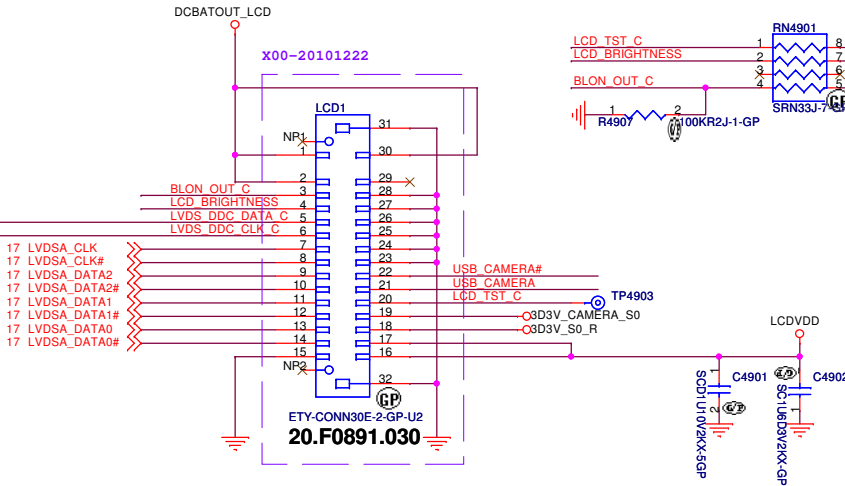 DCBATOUT_LCD
X00-20101222
LCD1
NP1
31
1
30
2
29
BLON_OUT_C
3
28
LCD_BRIGHTNESS
4
27
LVDS_DDC_DATA_C
5
26
LVDS_DDC_CLK_C
6
25
17 LVDSA_CLK
7
24
17 LVDSA_CLK#
8
23
17 LVDSA_DATA2
9
22
USB_CAMERA#
17 LVDSA_DATA2#
10
21
USB_CAMERA
17 LVDSA_DATA1
11
20
LCD_TST_C
TP4903
17 LVDSA_DATA1#
12
19
3D3V_CAMERA_S0
17 LVDSA_DATA0
13
18
3D3V_S0_R
17 LVDSA_DATA0#
14
17
15
16
NP2
32
GP
ETY-CONN30E-2-GP-U2
20.F0891.030
RN4901
LCD_TST_C
1
8
LCD_BRIGHTNESS
2
7
3
6
BLON_OUT_C
4
5
GP
R4907
1
2
100KR2J-1-GP
LCDVDD
C4901
1
2
SCD1U10V2KX-5GP
C4902
1
SC1U6D3V2KX-GP